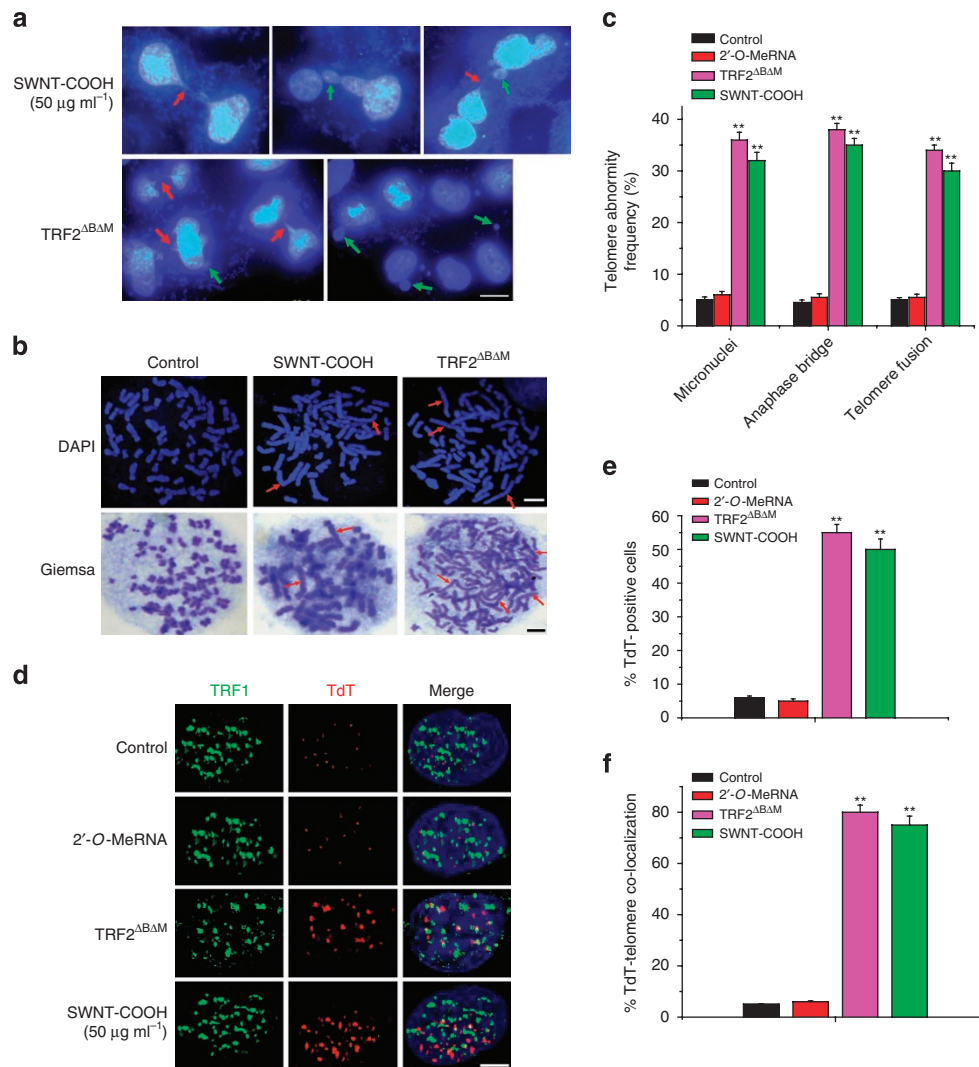 a
SWNT-COOH
(50 µg ml⁻¹)
TRF2ΔBΔM
b
Control
SWNT-COOH
TRF2ΔBΔM
DAPI
Giemsa
c
Control
2′-O-MeRNA
TRF2ΔBΔM
SWNT-COOH
Telomere abnormity
frequency (%)
40
30
20
10
0
**
**
**
**
**
**
Micronuclei
Anaphase bridge
Telomere fusion
d
TRF1
TdT
Merge
Control
2′-O-MeRNA
TRF2ΔBΔM
SWNT-COOH
(50 µg ml⁻¹)
e
Control
2′-O-MeRNA
TRF2ΔBΔM
SWNT-COOH
% TdT- positive cells
60
50
40
30
20
10
0
**
**
f
Control
2′-O-MeRNA
TRF2ΔBΔM
SWNT-COOH
% TdT-telomere co-localization
80
60
40
20
0
**
**